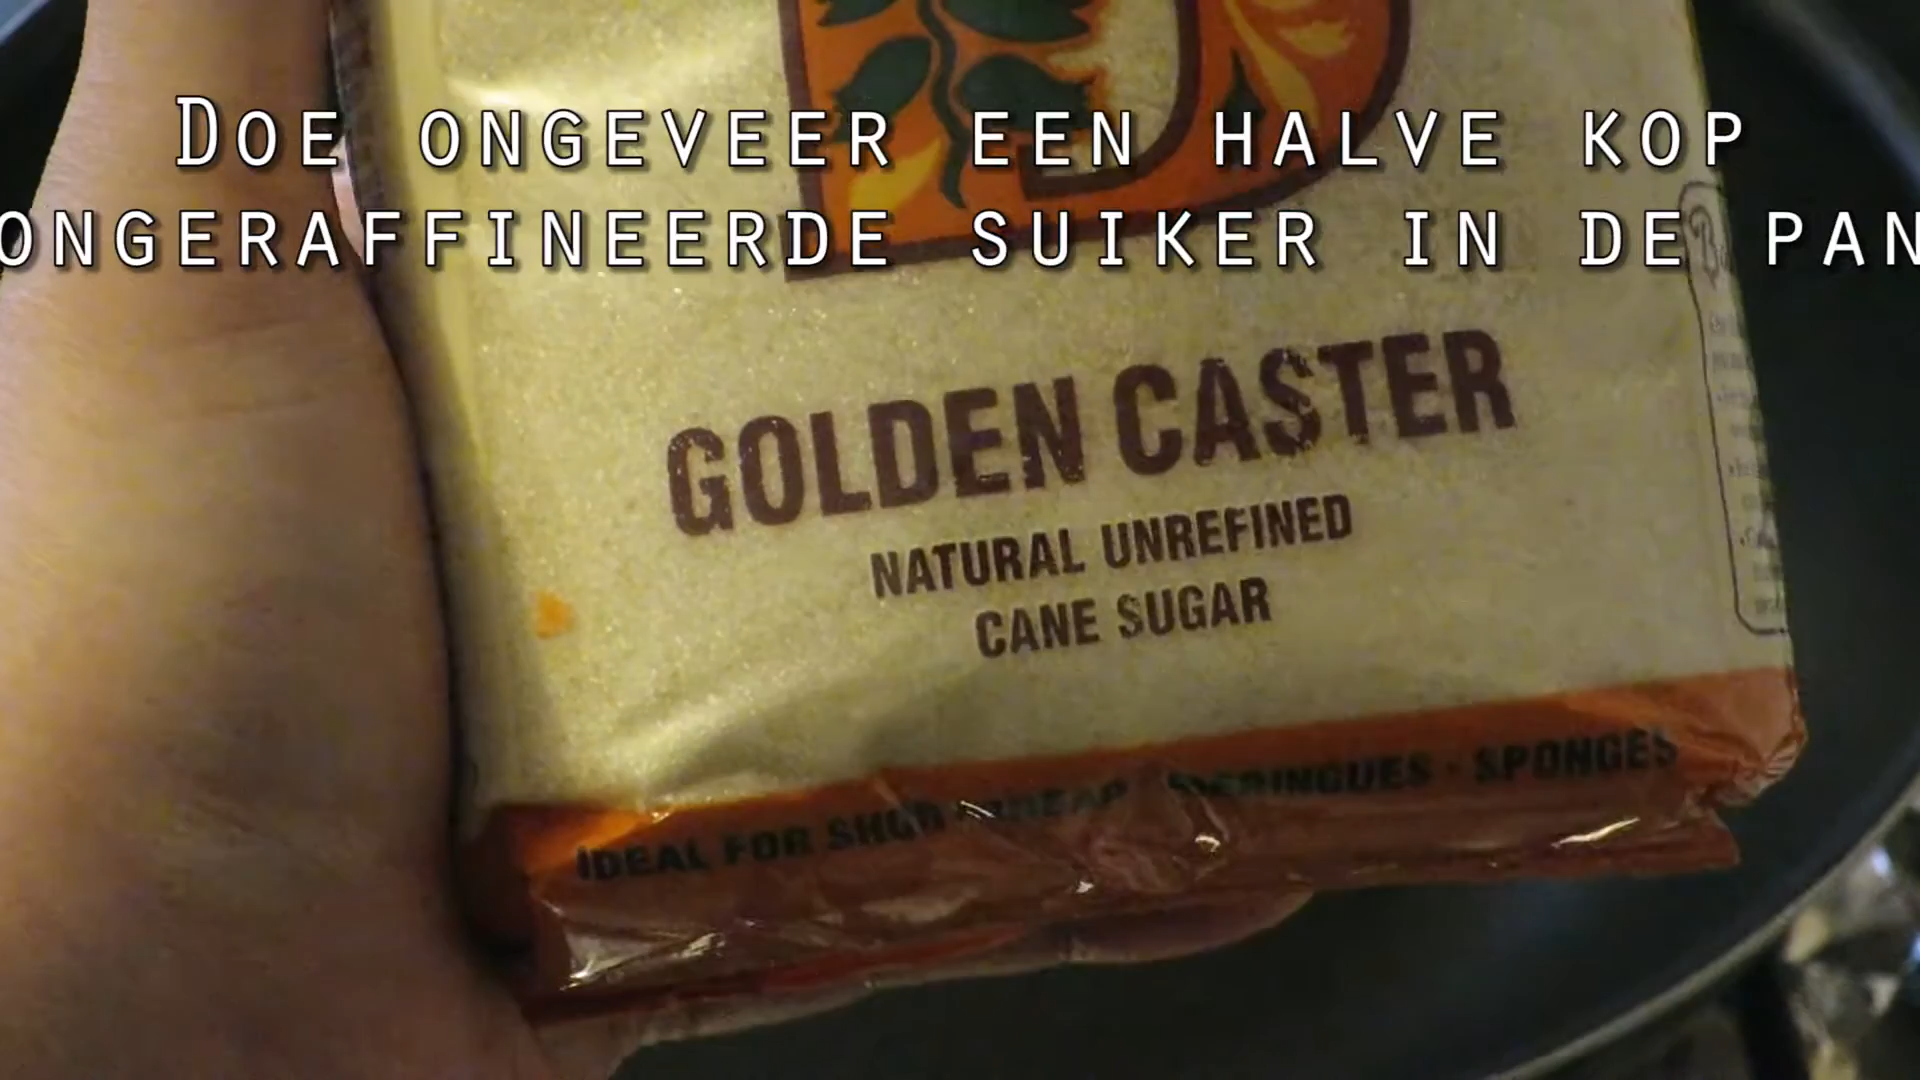 Doe ongeveer een halve kop
ongeraffineerde suiker in de pan
GOLDEN CASTER
NATURAL UNREFINED
CANE SUGAR
IDEAL FOR MERINGUES · SPONGES